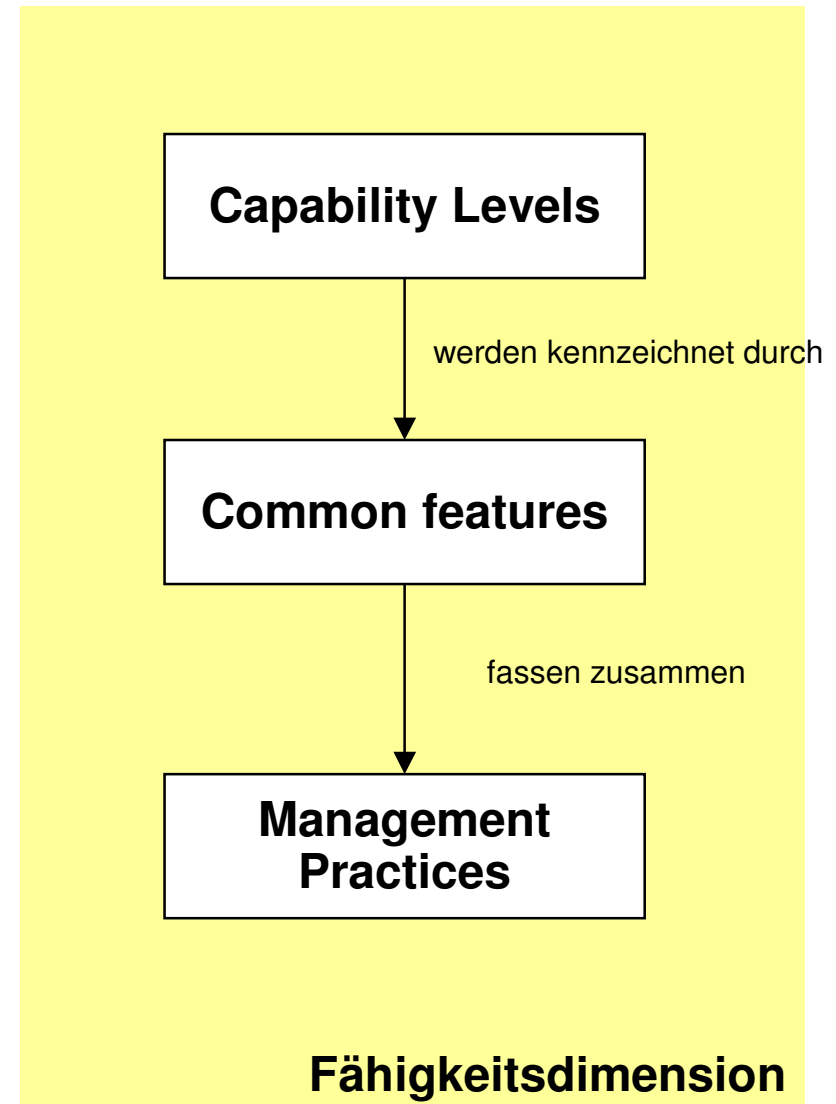 Capability Levels
werden kennzeichnet durch
Common features
fassen zusammen
Management
Practices
Fähigkeitsdimension